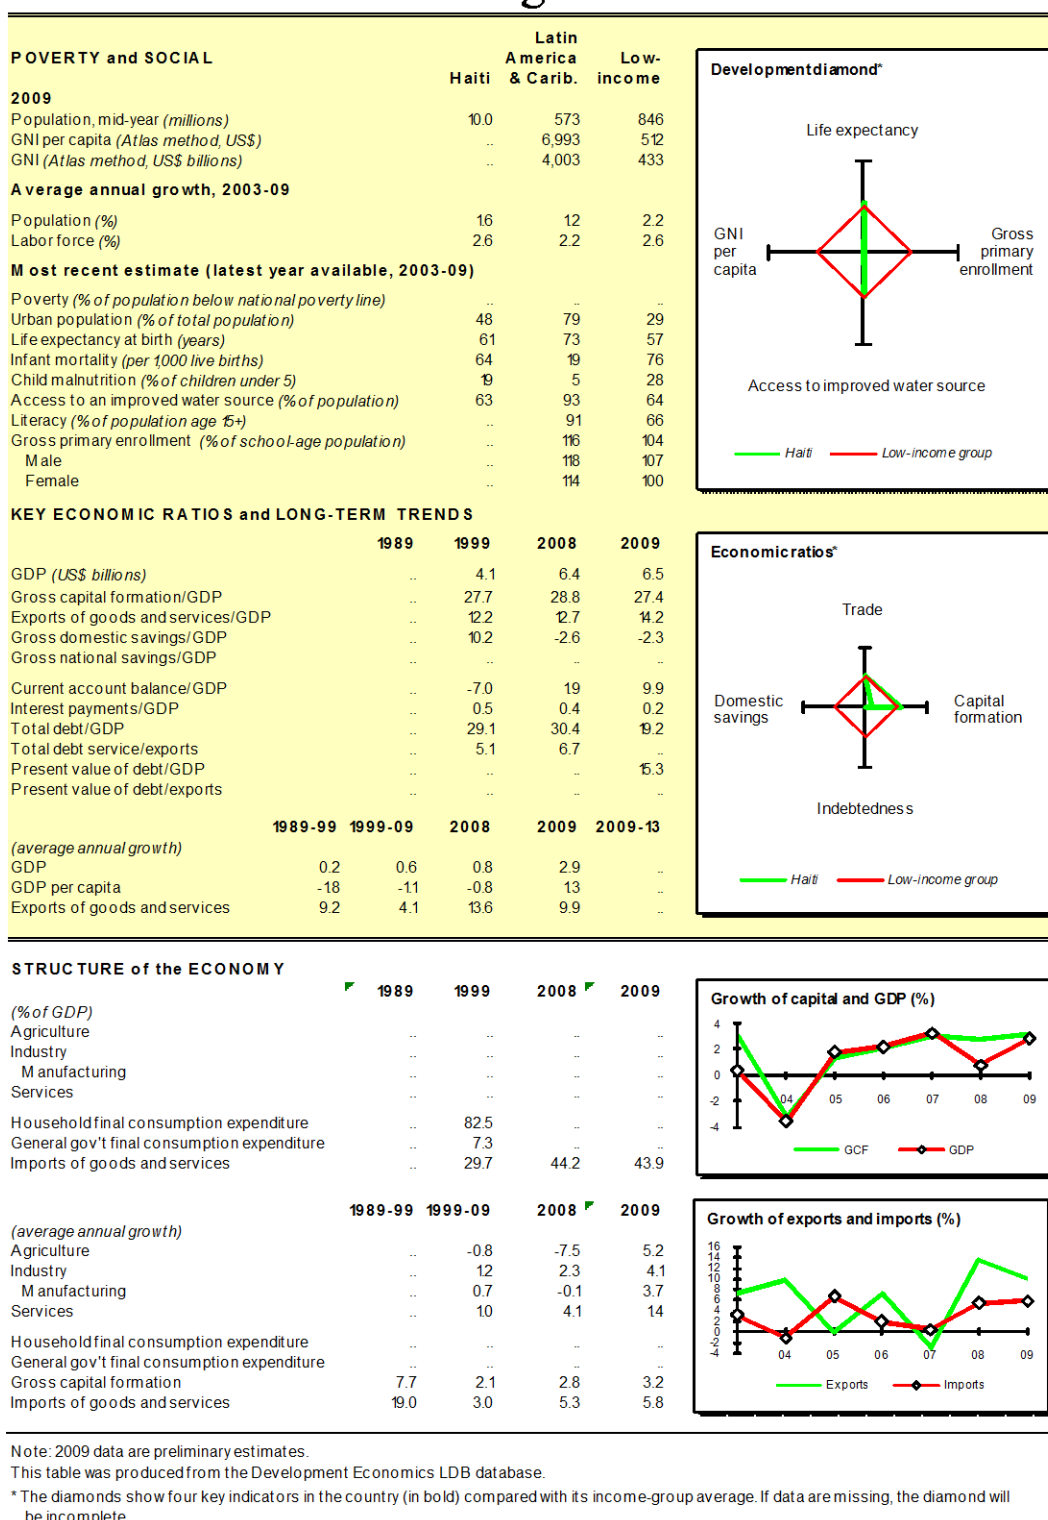 POVERTY and SOCIAL Haiti Latin America & Carib. Low-income
2009
Population, mid-year (millions) 10.0 573 846
GNI per capita (Atlas method, US$) .. 6,993 512
GNI (Atlas method, US$ billions) .. 4,003 433
Average annual growth, 2003-09
Population (%) 1.6 1.2 2.2
Labor force (%) 2.6 2.2 2.6
Most recent estimate (latest year available, 2003-09)
Poverty (% of population below national poverty line) .. .. ..
Urban population (% of total population) 48 79 29
Life expectancy at birth (years) 61 73 57
Infant mortality (per 1,000 live births) 64 19 76
Child malnutrition (% of children under 5) 19 5 28
Access to an improved water source (% of population) 63 93 64
Literacy (% of population age 15+) .. 91 66
Gross primary enrollment (% of school-age population) .. 116 104
Male .. 118 107
Female .. 114 100
Development diamond*
Life expectancy
GNI per capita
Gross primary enrollment
Access to improved water source
Haiti Low-income group
KEY ECONOMIC RATIOS and LONG-TERM TRENDS
1989 1999 2008 2009
GDP (US$ billions) .. 4.1 6.4 6.5
Gross capital formation/GDP .. 27.7 28.8 27.4
Exports of goods and services/GDP .. 12.2 12.7 14.2
Gross domestic savings/GDP .. 10.2 -2.6 -2.3
Gross national savings/GDP .. .. .. ..
Current account balance/GDP .. -7.0 1.9 9.9
Interest payments/GDP .. 0.5 0.4 0.2
Total debt/GDP .. 29.1 30.4 19.2
Total debt service/exports .. 5.1 6.7 ..
Present value of debt/GDP .. .. .. 15.3
Present value of debt/exports .. .. .. ..
1989-99 1999-09 2008 2009 2009-13
(average annual growth)
GDP 0.2 0.6 0.8 2.9 ..
GDP per capita -1.8 -1.1 -0.8 1.3 ..
Exports of goods and services 9.2 4.1 13.6 9.9 ..
Economic ratios*
Trade
Domestic savings
Capital formation
Indebtedness
Haiti Low-income group
STRUCTURE of the ECONOMY
1989 1999 2008 2009
(% of GDP)
Agriculture .. .. .. ..
Industry .. .. .. ..
Manufacturing .. .. .. ..
Services .. .. .. ..
Household final consumption expenditure .. 82.5 .. ..
General gov't final consumption expenditure .. 7.3 .. ..
Imports of goods and services .. 29.7 44.2 43.9
Growth of capital and GDP (%)
4
2
0
-2
-4
04 05 06 07 08 09
GCF GDP
1989-99 1999-09 2008 2009
(average annual growth)
Agriculture .. -0.8 -7.5 5.2
Industry .. 1.2 2.3 4.1
Manufacturing .. 0.7 -0.1 3.7
Services .. 1.0 4.1 1.4
Household final consumption expenditure .. .. .. ..
General gov't final consumption expenditure .. .. .. ..
Gross capital formation 7.7 2.1 2.8 3.2
Imports of goods and services 19.0 3.0 5.3 5.8
Growth of exports and imports (%)
16
14
12
10
8
6
4
2
0
-2
-4
04 05 06 07 08 09
Exports Imports
Note: 2009 data are preliminary estimates.
This table was produced from the Development Economics LDB database.
* The diamonds show four key indicators in the country (in bold) compared with its income-group average. If data are missing, the diamond will
be incomplete